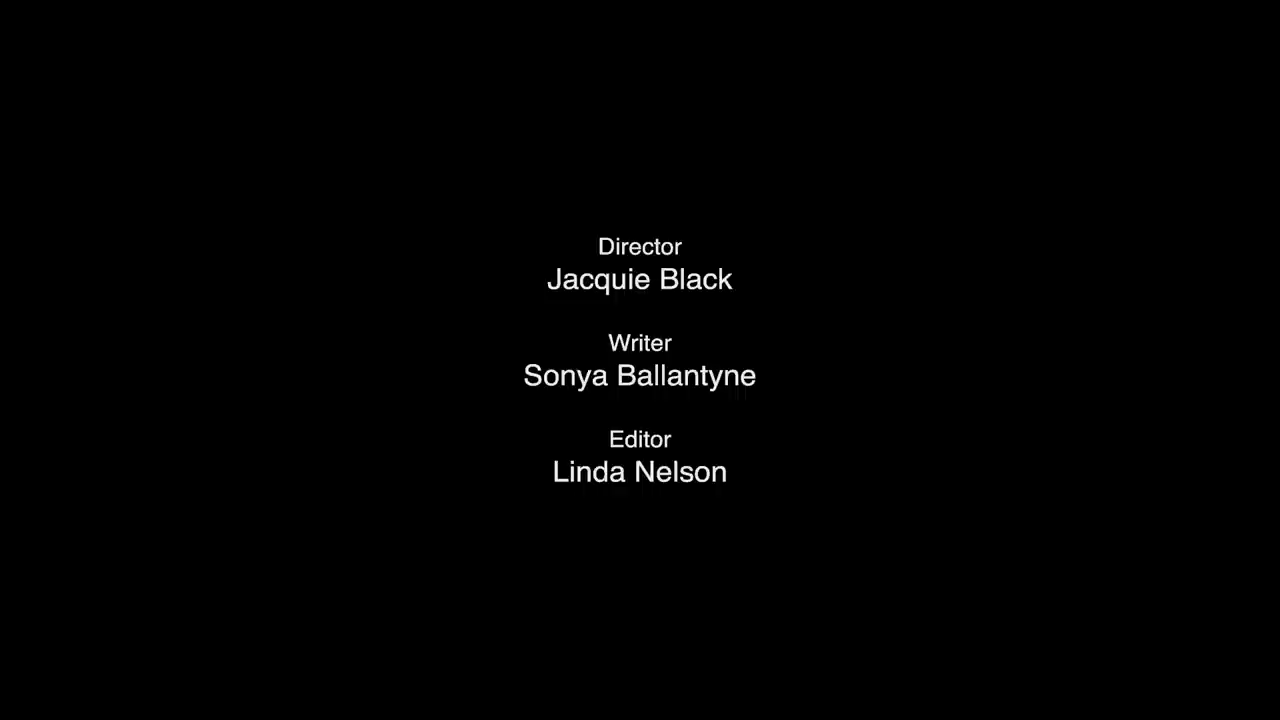 Director
Jacquie Black
Writer
Sonya Ballantyne
Editor
Linda Nelson